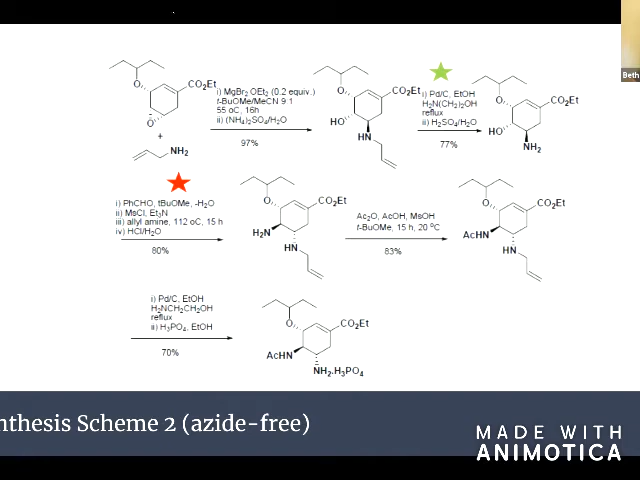 O
CO2Et
O
+
NH2
i) MgBr2 OEt2 (0.2 equiv.)
t-BuOMe/MeCN 9 1
55 oC, 16h
ii) (NH4)2SO4/H2O
97%
O
CO2Et
HO
HN
i) Pd/C, EtOH
H2N(CH2)2OH
reflux
ii) H2SO4/H2O
77%
O
CO2Et
HO
NH2
Beth
i) PhCHO, tBuOMe, -H2O
ii) MsCl, Et3N
iii) allyl amine, 112 oC, 15 h
iv) HCl/H2O
80%
O
CO2Et
H2N
HN
Ac2O, AcOH, MsOH
t-BuOMe, 15 h, 20 °C
83%
O
CO2Et
AcHN
HN
i) Pd/C, EtOH
H2NCH2CH2OH
reflux
ii) H3PO4, EtOH
70%
O
CO2Et
AcHN
NH2.H3PO4
nthesis Scheme 2 (azide-free)
MADE WITH
ANIMOTICA